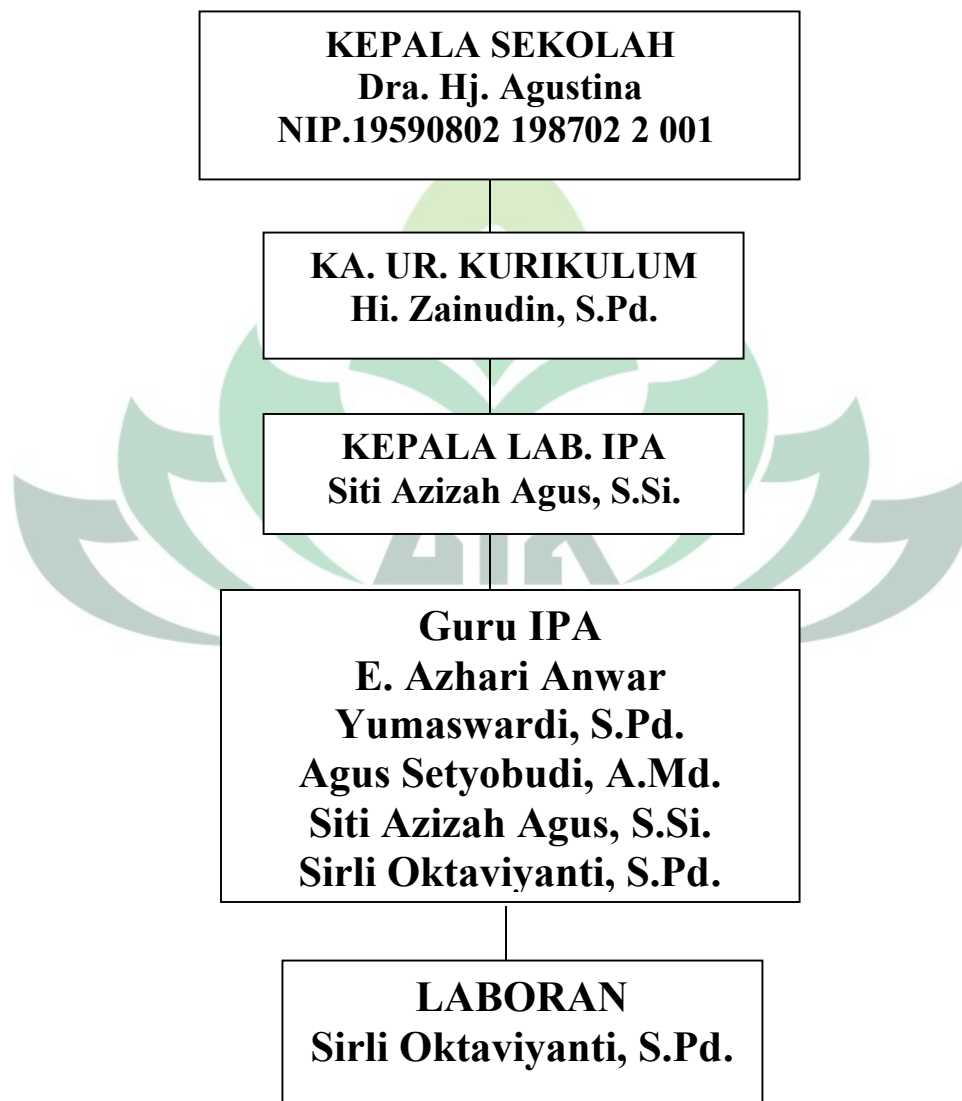 KEPALA SEKOLAH
Dra. Hj. Agustina
NIP.19590802 198702 2 001
KA. UR. KURIKULUM
Hi. Zainudin, S.Pd.
KEPALA LAB. IPA
Siti Azizah Agus, S.Si.
Guru IPA
E. Azhari Anwar
Yumaswardi, S.Pd.
Agus Setyobudi, A.Md.
Siti Azizah Agus, S.Si.
Sirli Oktaviyanti, S.Pd.
LABORAN
Sirli Oktaviyanti, S.Pd.